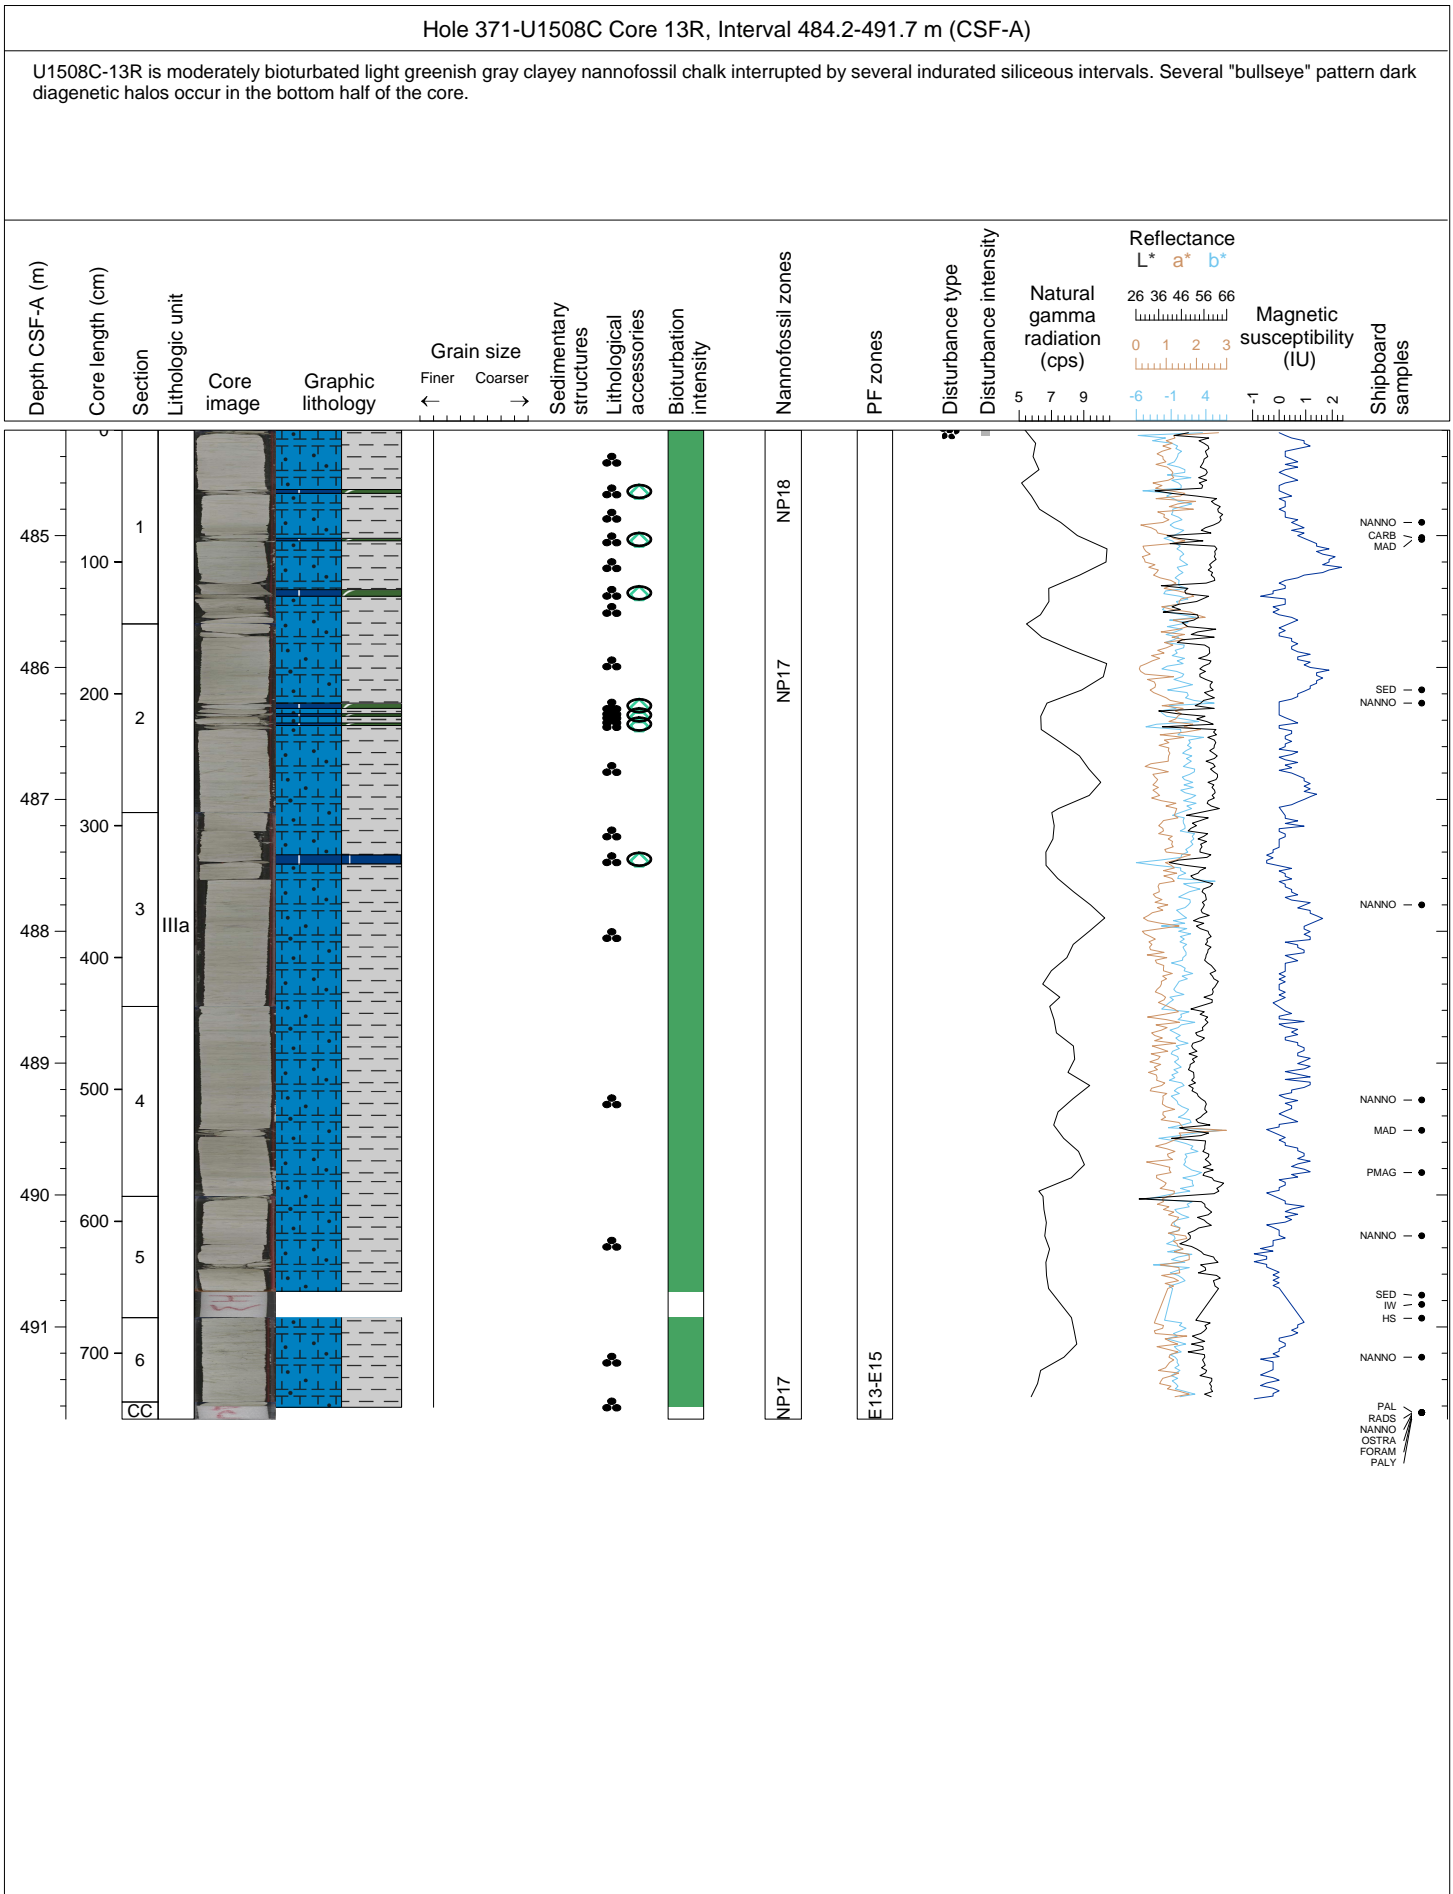 Hole 371-U1508C Core 13R, Interval 484.2-491.7 m (CSF-A)
U1508C-13R is moderately bioturbated light greenish gray clayey nannofossil chalk interrupted by several indurated siliceous intervals. Several "bullseye" pattern dark
diagenetic halos occur in the bottom half of the core.
Depth CSF-A (m)
Core length (cm)
Section
Lithologic unit
Core
image
Graphic
lithology
Grain size
Finer Coarser
← →
Sedimentary
structures
Lithological
accessories
Bioturbation
intensity
Nannofossil zones
PF zones
Disturbance type
Disturbance intensity
Natural
gamma
radiation
(cps)
5 7 9
Reflectance
L* a* b*
26 36 46 56 66
0 1 2 3
-6 -1 4
Magnetic
susceptibility
(IU)
-1 0 1 2
Shipboard
samples
485
486
487
488
489
490
491
0
100
200
300
400
500
600
700
1
2
3
4
5
6
CC
IIIa
NP18
NP17
NP17
E13-E15
NANNO
CARB
MAD
SED
NANNO
NANNO
NANNO
MAD
PMAG
NANNO
SED
IW
HS
NANNO
PAL
RADS
NANNO
OSTRA
FORAM
PALY